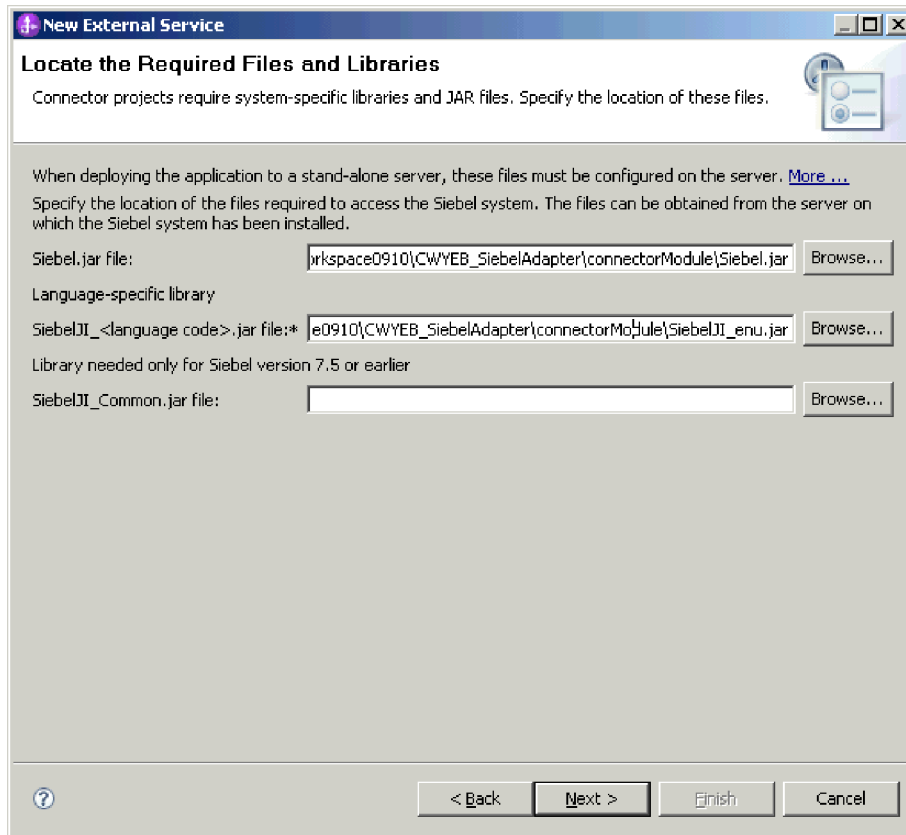 New External Service
Locate the Required Files and Libraries
Connector projects require system-specific libraries and JAR files. Specify the location of these files.
When deploying the application to a stand-alone server, these files must be configured on the server. More ...
Specify the location of the files required to access the Siebel system. The files can be obtained from the server on
which the Siebel system has been installed.
Siebel.jar file: orkspace0910\CWYEB_SiebelAdapter\connectorModule\Siebel.jar Browse...
Language-specific library
SiebelJI_<language code>.jar file:* e0910\CWYEB_SiebelAdapter\connectorModule\SiebelJI_enu.jar Browse...
Library needed only for Siebel version 7.5 or earlier
SiebelJI_Common.jar file: Browse...
< Back Next > Finish Cancel